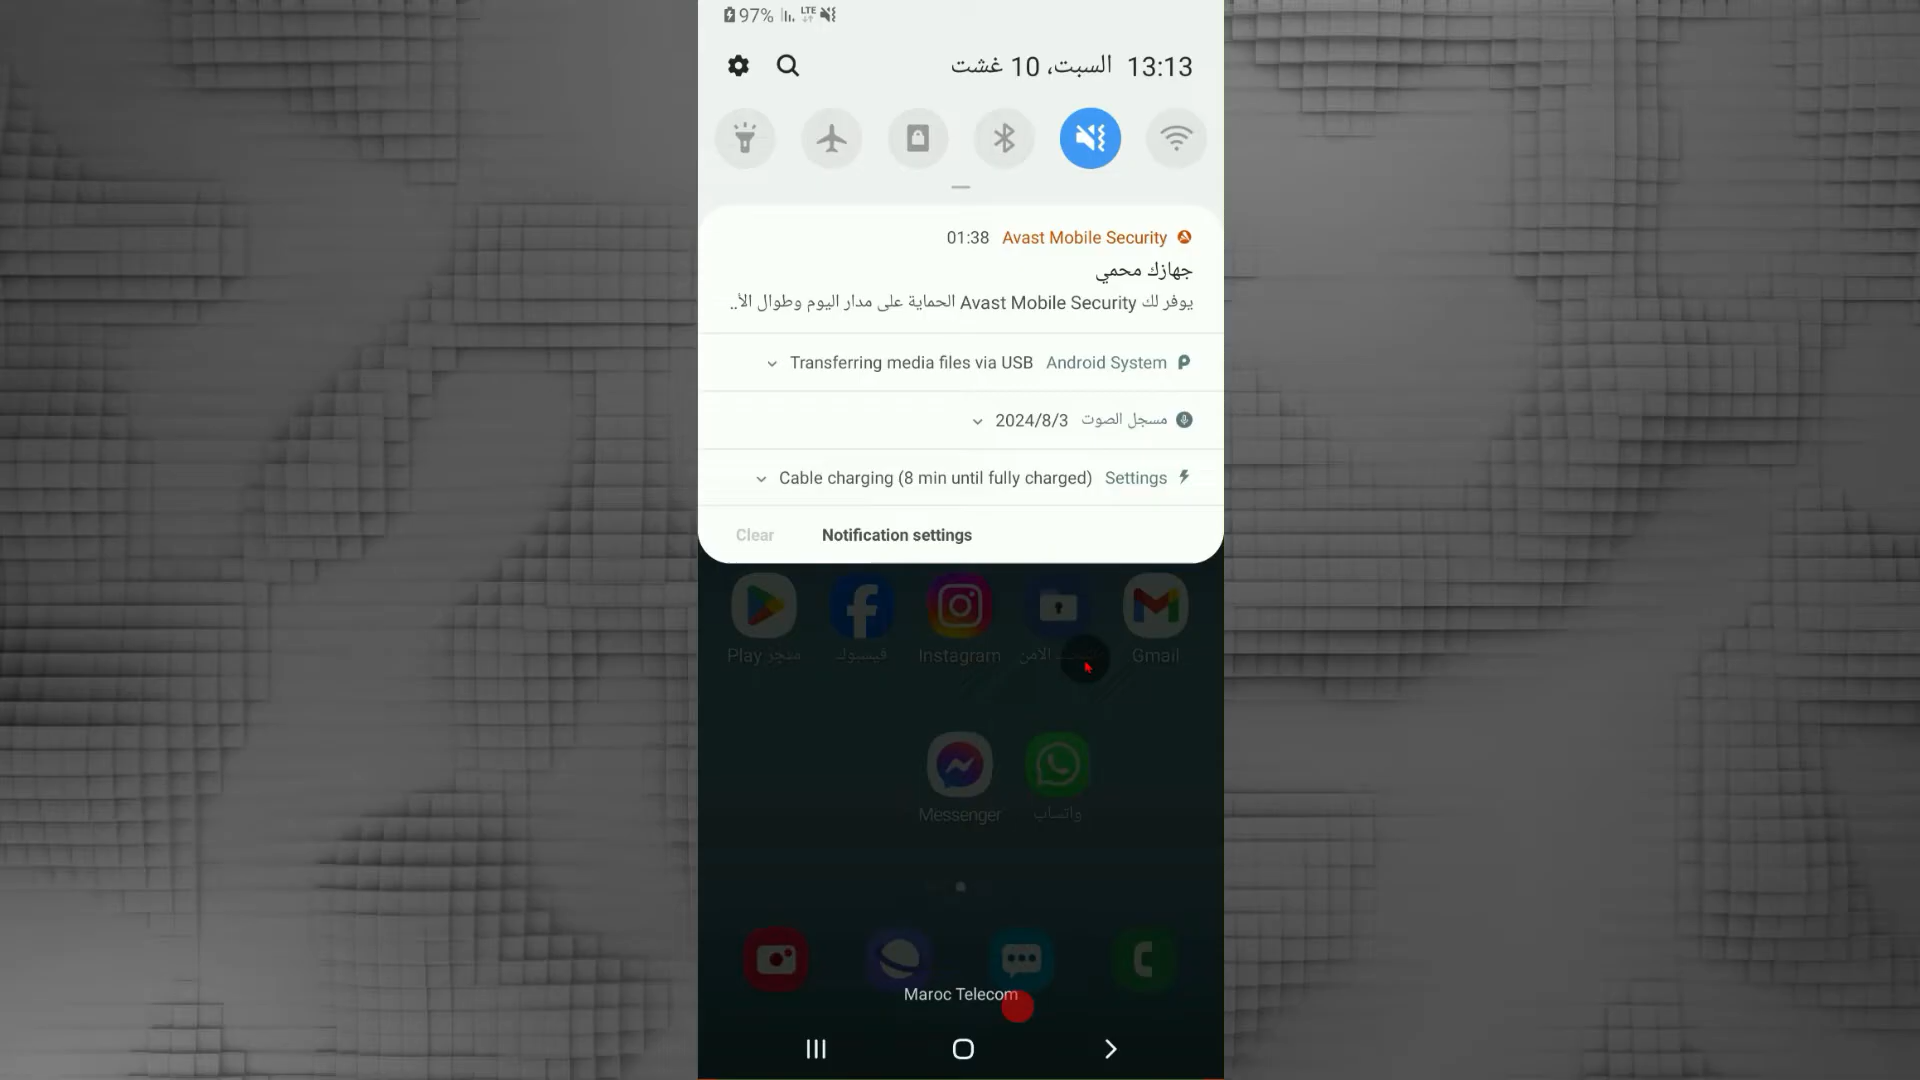 97% LTE
13:13 السبت، 10 غشت
Avast Mobile Security 01:38
جهازك محمي
يوفر لك Avast Mobile Security الحماية على مدار اليوم وطوال الأ..
Android System Transferring media files via USB
مسجل الصوت 2024/8/3
Settings Cable charging (8 min until fully charged)
Clear Notification settings
متجر Play فيسبوك Instagram الأمن Gmail
Messenger واتساب
Maroc Telecom